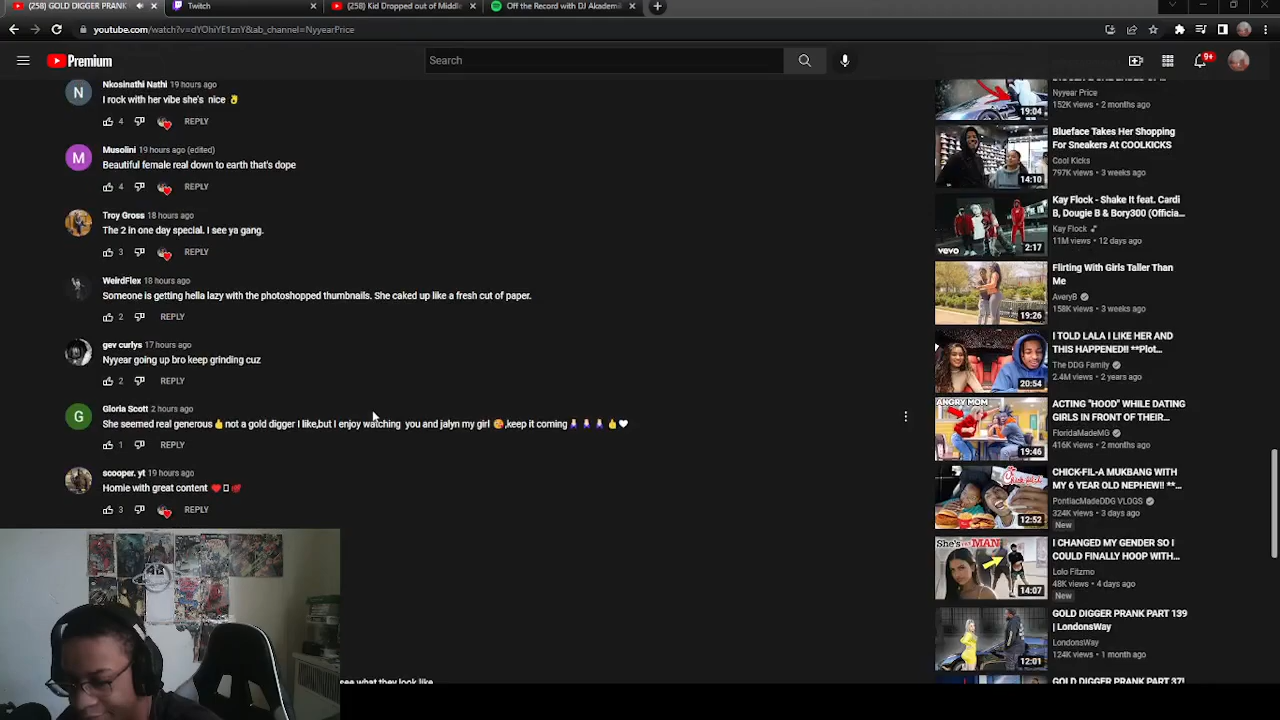 (258) GOLD DIGGER PRANK
Twitch
(258) Kid Dropped out of Middle
Off the Record with DJ Akademi
youtube.com/watch?v=dYOhiYE1znY&ab_channel=NyyearPrice
Premium
Search
9+
Nkosinathi Nathi 19 hours ago
N
I rock with her vibe she's nice 👌
4 REPLY
Musolini 19 hours ago (edited)
M
Beautiful female real down to earth that's dope
4 REPLY
Troy Gross 18 hours ago
The 2 in one day special. I see ya gang.
3 REPLY
WeirdFlex 18 hours ago
Someone is getting hella lazy with the photoshopped thumbnails. She caked up like a fresh cut of paper.
2 REPLY
gev curlys 17 hours ago
Nyyear going up bro keep grinding cuz
2 REPLY
Gloria Scott 2 hours ago
G
She seemed real generous👍not a gold digger I like,but I enjoy watching you and jalyn my girl 😘,keep it coming
1 REPLY
scooper. yt 19 hours ago
Homie with great content
3 REPLY
see what they look like
Nyyear Price
152K views • 2 months ago
19:04
Blueface Takes Her Shopping
For Sneakers At COOLKICKS
Cool Kicks
797K views • 3 weeks ago
14:10
Kay Flock - Shake It feat. Cardi
B, Dougie B & Bory300 (Officia...
Kay Flock
11M views • 12 days ago
vevo
2:17
Flirting With Girls Taller Than
Me
AveryB
158K views • 3 weeks ago
19:26
I TOLD LALA I LIKE HER AND
THIS HAPPENED!! **Plot...
The DDG Family
2.4M views • 2 years ago
20:54
ACTING "HOOD" WHILE DATING
GIRLS IN FRONT OF THEIR...
FloridaMadeMG
416K views • 2 months ago
ANGRY MOM
19:46
CHICK-FIL-A MUKBANG WITH
MY 6 YEAR OLD NEPHEW!! **...
PontiacMadeDDG VLOGS
324K views • 3 days ago
New
12:52
I CHANGED MY GENDER SO I
COULD FINALLY HOOP WITH...
Lolo Fitzmo
48K views • 4 days ago
New
MAN
14:07
GOLD DIGGER PRANK PART 139
| LondonsWay
LondonsWay
124K views • 1 month ago
12:01
GOLD DIGGER PRANK PART 37!